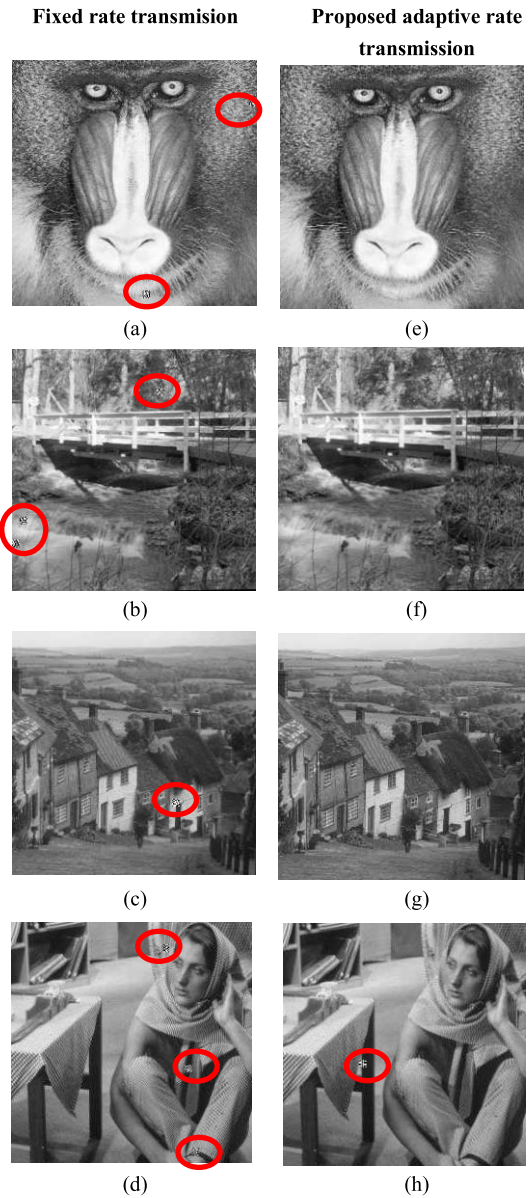 Fixed rate transmision
Proposed adaptive rate
transmission
(a)
(e)
(b)
(f)
(c)
(g)
(d)
(h)